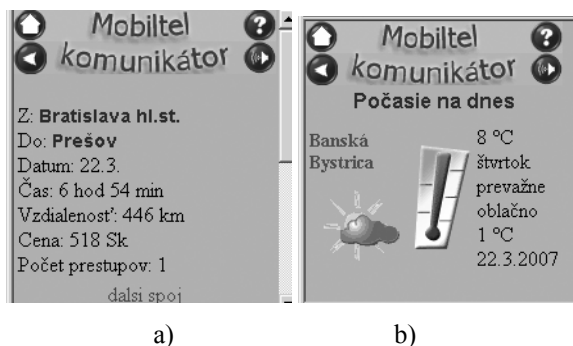 Mobiltel
komunikátor
Z: Bratislava hl.st.
Do: Prešov
Datum: 22.3.
Čas: 6 hod 54 min
Vzdialenosť: 446 km
Cena: 518 Sk
Počet prestupov: 1
dalsi spoj
a)
Mobiltel
komunikátor
Počasie na dnes
Banská
Bystrica
8 °C
štvrtok
prevažne
oblačno
1 °C
22.3.2007
b)